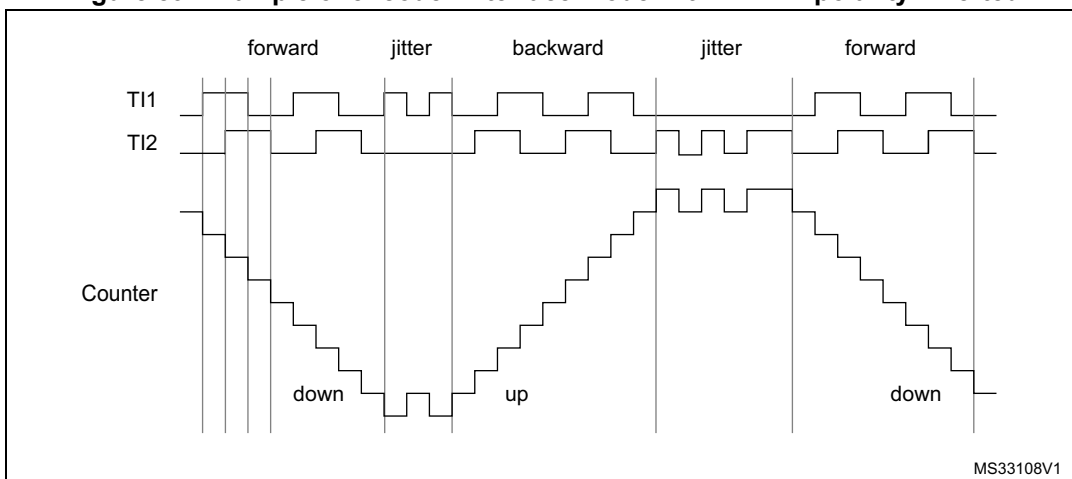 forward jitter backward jitter forward
TI1
TI2
Counter
down up down
MS33108V1